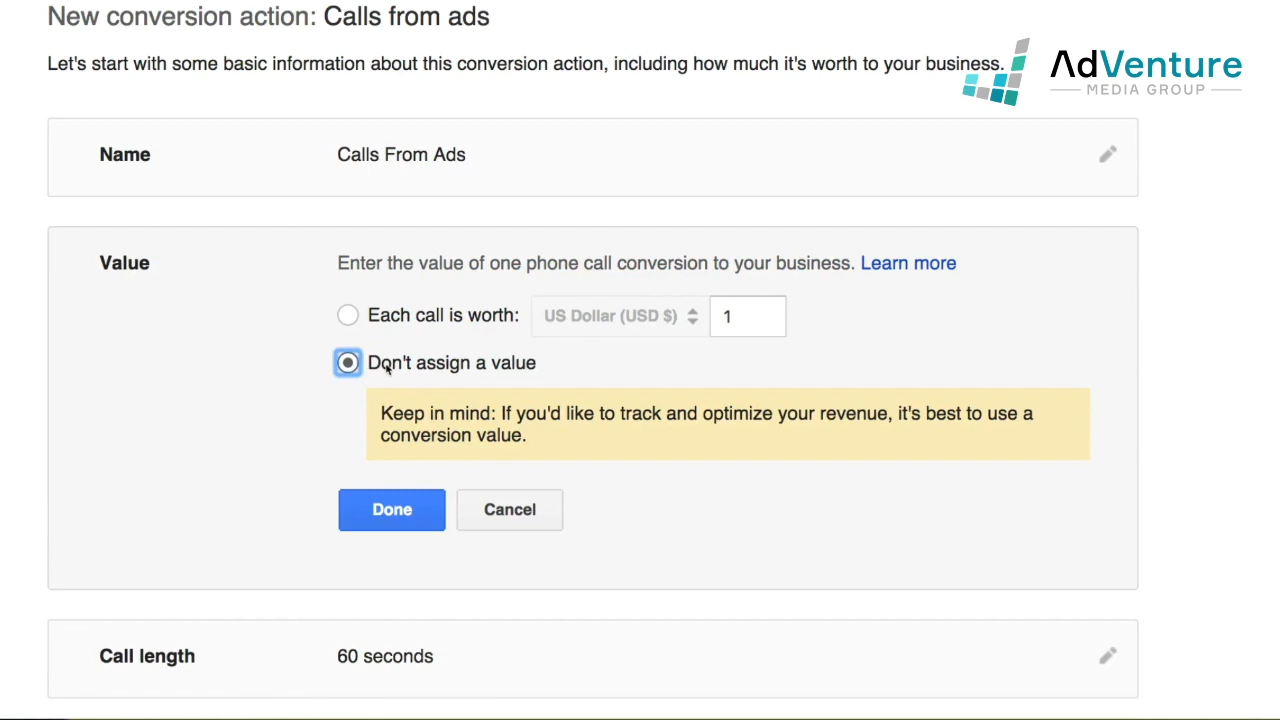 New conversion action: Calls from ads
Let's start with some basic information about this conversion action, including how much it's worth to your business.
AdVenture
MEDIA GROUP
Name
Calls From Ads
Value
Enter the value of one phone call conversion to your business. Learn more
Each call is worth: US Dollar (USD $) 1
Don't assign a value
Keep in mind: If you'd like to track and optimize your revenue, it's best to use a
conversion value.
Done
Cancel
Call length
60 seconds